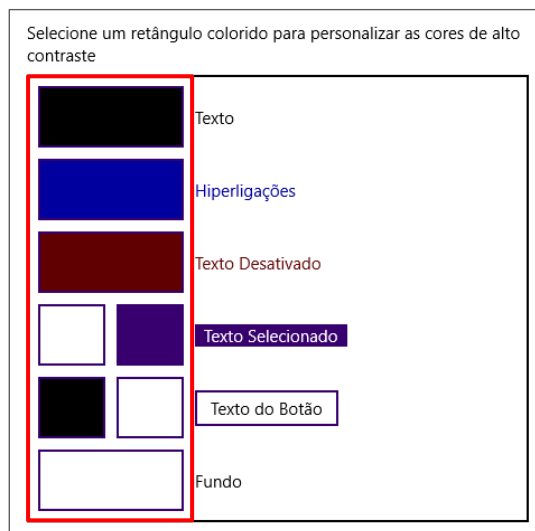 Selecione um retângulo colorido para personalizar as cores de alto
contraste
Texto
Hiperligações
Texto Desativado
Texto Selecionado
Texto do Botão
Fundo